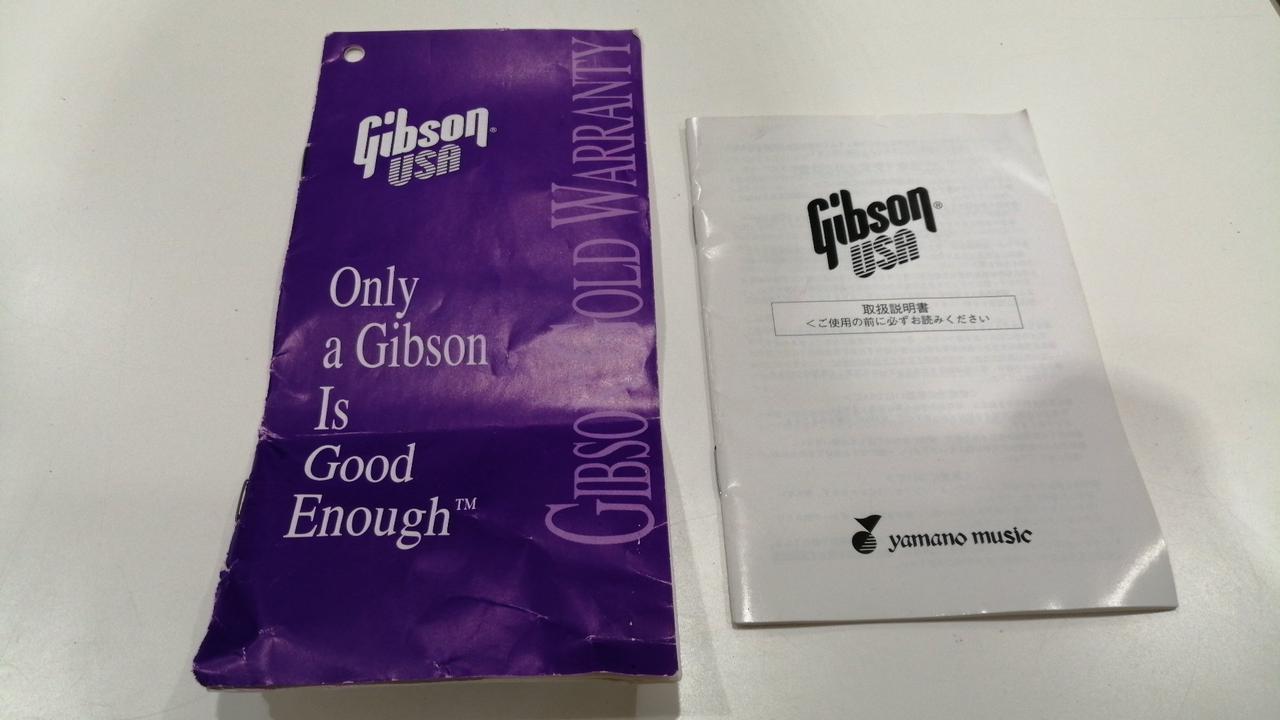 Gibson®
USA
Only
a Gibson
Is
Good
Enough™
GIBSON GOLD WARRANTY
Gibson®
USA
取扱説明書
<ご使用の前に必ずお読みください
yamano music